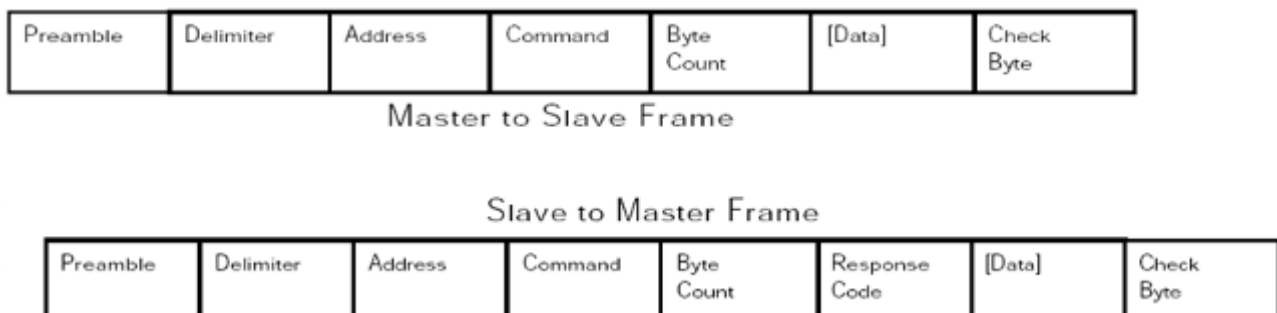 Preamble Delimiter Address Command Byte Count [Data] Check Byte
Master to Slave Frame
Slave to Master Frame
Preamble Delimiter Address Command Byte Count Response Code [Data] Check Byte